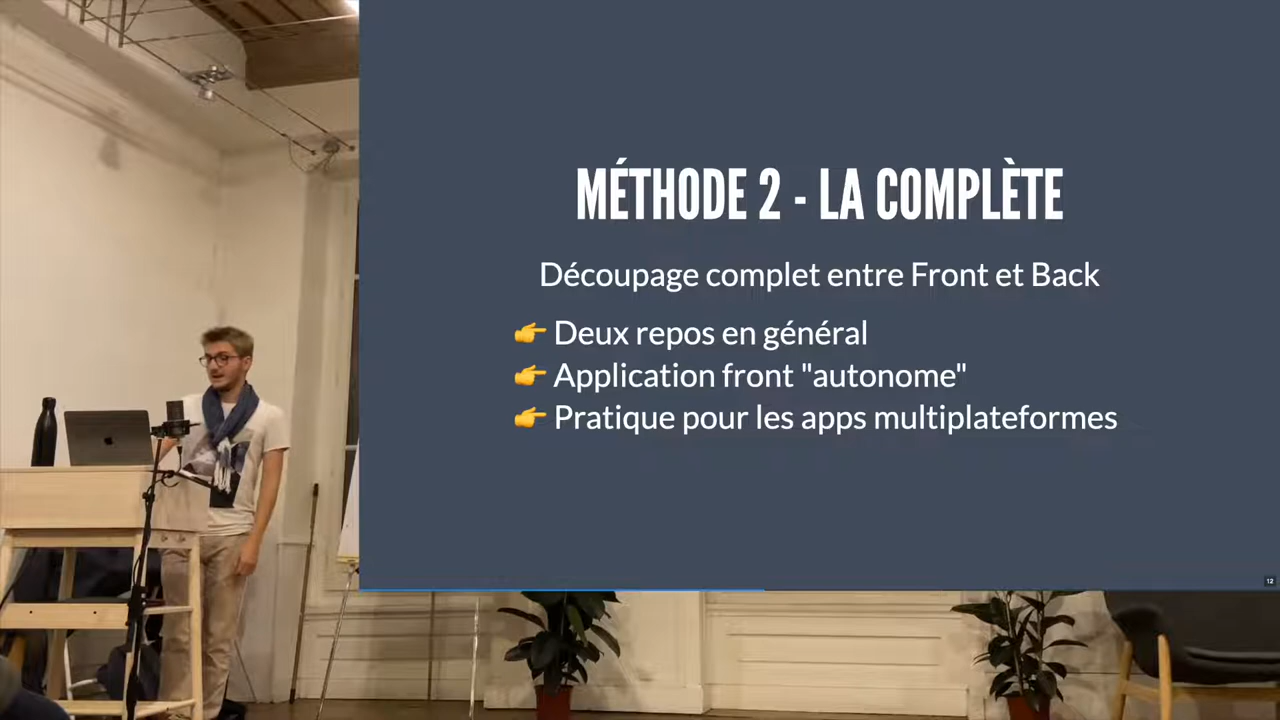 MÉTHODE 2 - LA COMPLÈTE
Découpage complet entre Front et Back
👉 Deux repos en général
👉 Application front "autonome"
👉 Pratique pour les apps multiplateformes
12